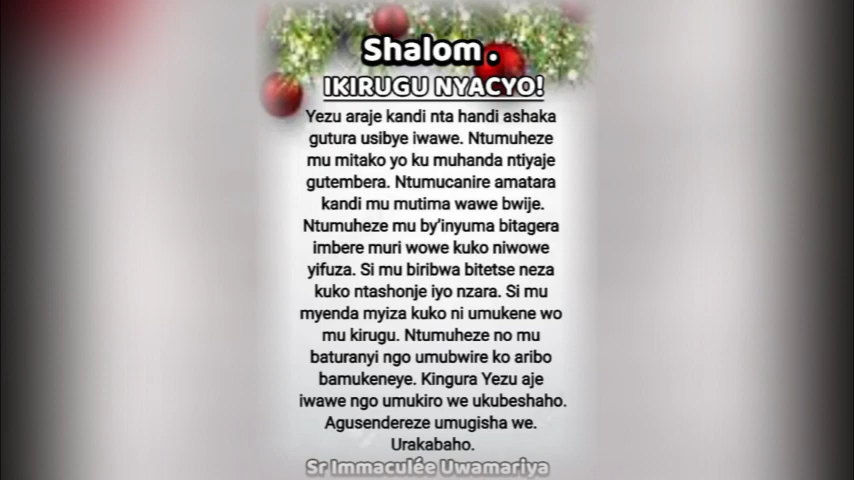 Shalom .
IKIRUGU NYACYO!
Yezu araje kandi nta handi ashaka
gutura usibye iwawe. Ntumuheze
mu mitako yo ku muhanda ntiyaje
gutembera. Ntumucanire amatara
kandi mu mutima wawe bwije.
Ntumuheze mu by’inyuma bitagera
imbere muri wowe kuko niwowe
yifuza. Si mu biribwa bitetse neza
kuko ntashonje iyo nzara. Si mu
myenda myiza kuko ni umukene wo
mu kirugu. Ntumuheze no mu
baturanyi ngo umubwire ko aribo
bamukeneye. Kingura Yezu aje
iwawe ngo umukiro we ukubeshaho.
Agusendereze umugisha we.
Urakabaho.
Sr Immaculée Uwamariya